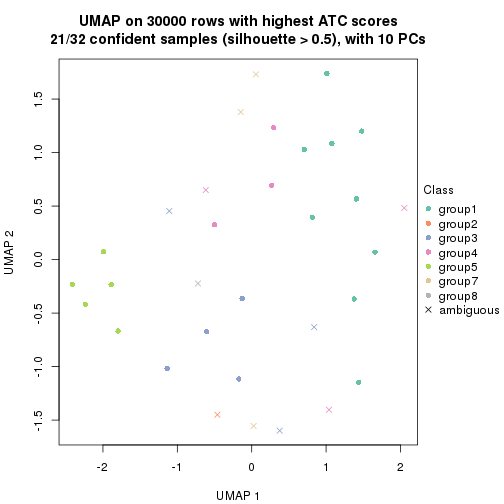 UMAP on 30000 rows with highest ATC scores
21/32 confident samples (silhouette > 0.5), with 10 PCs
UMAP 2
1.5
1.0
0.5
0.0
-0.5
-1.0
-1.5
-2
-1
0
1
2
UMAP 1
Class
group1
group2
group3
group4
group5
group7
group8
ambiguous